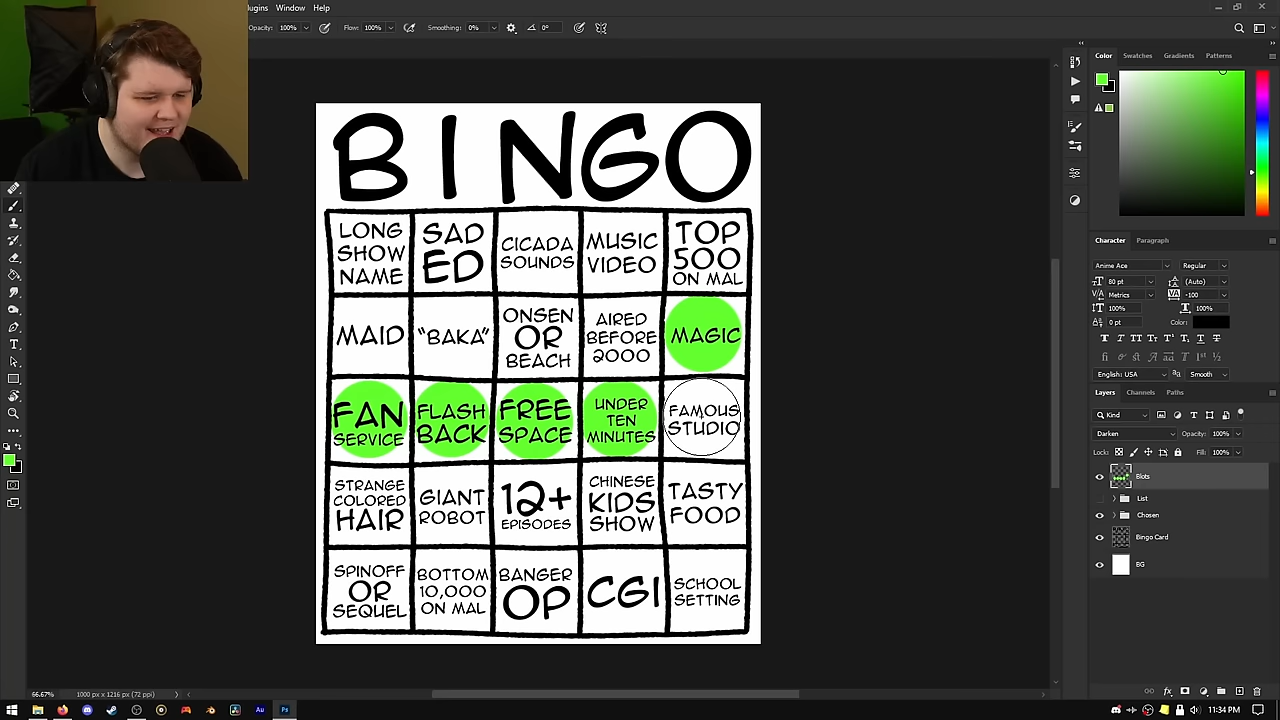 ugins Window Help
Opacity: 100% Flow: 100% Smoothing: 0% 0°
BINGO
LONG
SHOW
NAME
SAD
ED
CICADA
SOUNDS
MUSIC
VIDEO
TOP
500
ON MAL
MAID
"BAKA"
ONSEN
OR
BEACH
AIRED
BEFORE
2000
MAGIC
FAN
SERVICE
FLASH
BACK
FREE
SPACE
UNDER
TEN
MINUTES
FAMOUS
STUDIO
STRANGE
COLORED
HAIR
GIANT
ROBOT
12+
EPISODES
CHINESE
KIDS
SHOW
TASTY
FOOD
SPINOFF
OR
SEQUEL
BOTTOM
10,000
ON MAL
BANGER
OP
CGI
SCHOOL
SETTING
Color Swatches Gradients Patterns
Character Paragraph
Anime Ace Regular
80 pt (Auto)
Metrics -100
100% 100%
0 pt Color:
English: USA Smooth
Layers Channels Paths
Kind
Darken Opacity: 100%
Lock: Fill: 100%
Blots
List
Chosen
Bingo Card
BG
66.67% 1000 px x 1216 px (72 ppi)
Au Ps 11:34 PM